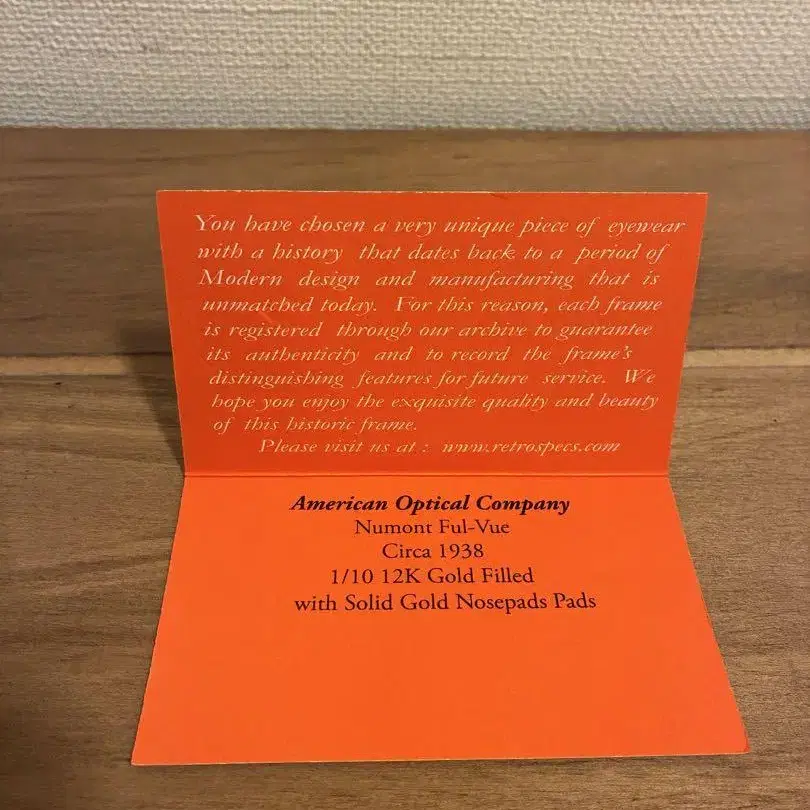 You have chosen a very unique piece of eyewear
with a history that dates back to a period of
Modern design and manufacturing that is
unmatched today. For this reason, each frame
is registered through our archive to guarantee
its authenticity and to record the frame's
distinguishing features for future service. We
hope you enjoy the exquisite quality and beauty
of this historic frame.
Please visit us at : www.retrospecs.com
American Optical Company
Numont Ful-Vue
Circa 1938
1/10 12K Gold Filled
with Solid Gold Nosepads Pads